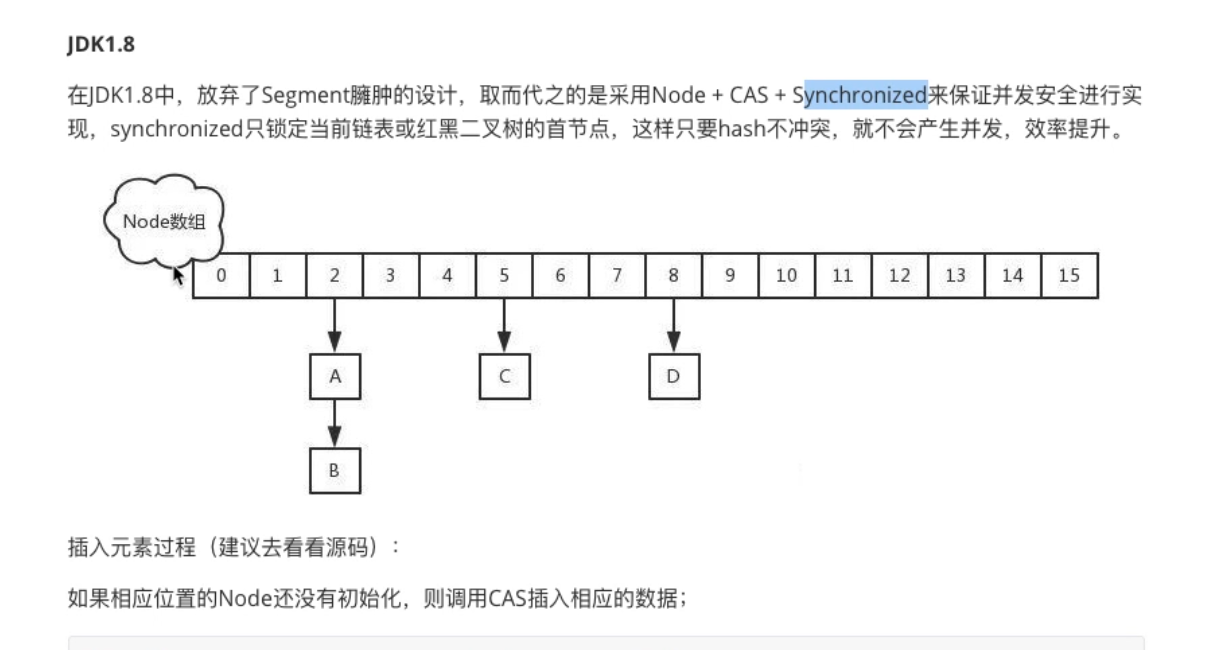 JDK1.8
在JDK1.8中，放弃了Segment臃肿的设计，取而代之的是采用Node + CAS + Synchronized来保证并发安全进行实
现，synchronized只锁定当前链表或红黑二叉树的首节点，这样只要hash不冲突，就不会产生并发，效率提升。
Node数组
0 1 2 3 4 5 6 7 8 9 10 11 12 13 14 15
A C D
B
插入元素过程（建议去看看源码）：
如果相应位置的Node还没有初始化，则调用CAS插入相应的数据；